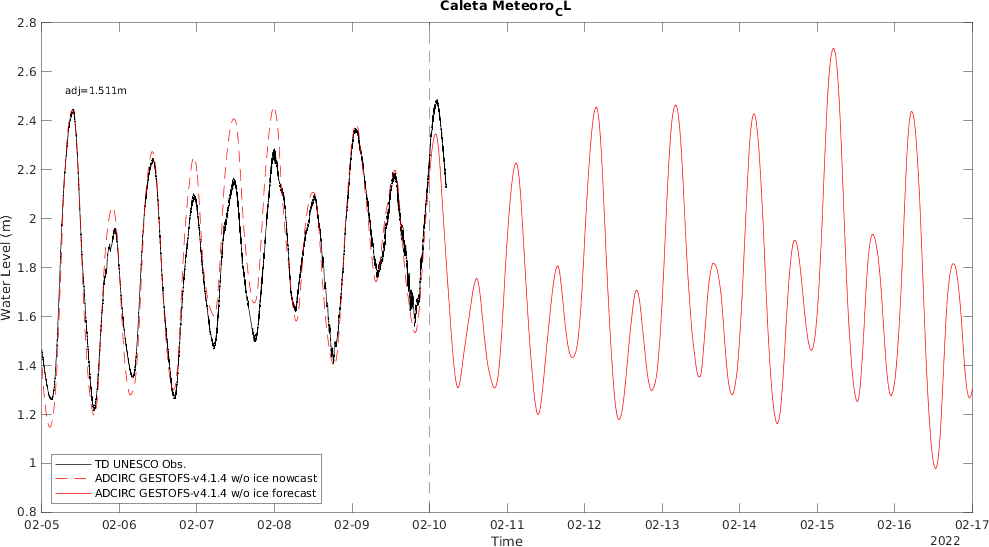 Caleta Meteoro_CL
2.8
2.6
2.4
2.2
2
1.8
1.6
1.4
1.2
1
0.8
Water Level (m)
adj=1.511m
TD UNESCO Obs.
ADCIRC GESTOFS-v4.1.4 w/o ice nowcast
ADCIRC GESTOFS-v4.1.4 w/o ice forecast
02-05 02-06 02-07 02-08 02-09 02-10 02-11 02-12 02-13 02-14 02-15 02-16 02-17
Time
2022